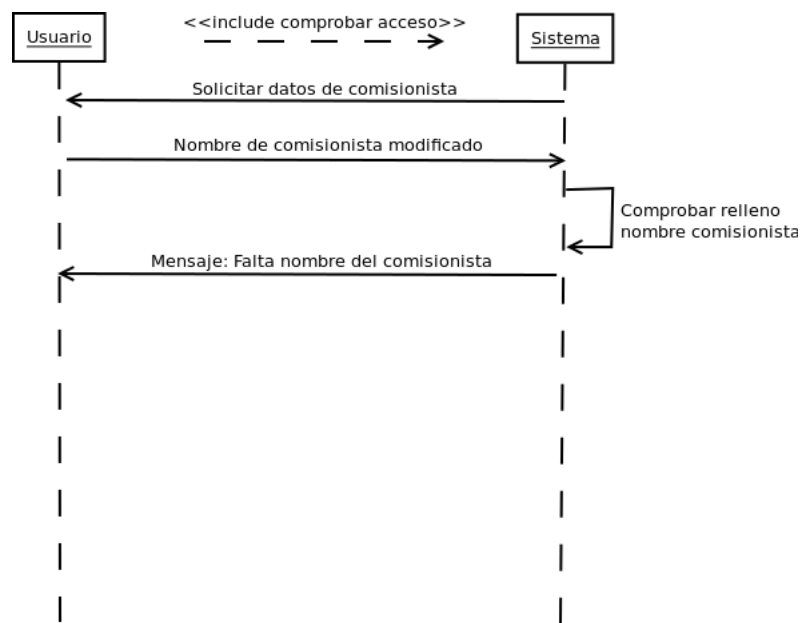 <<include comprobar acceso>>
Usuario
Sistema
Solicitar datos de comisionista
Nombre de comisionista modificado
Comprobar relleno
nombre comisionista
Mensaje: Falta nombre del comisionista